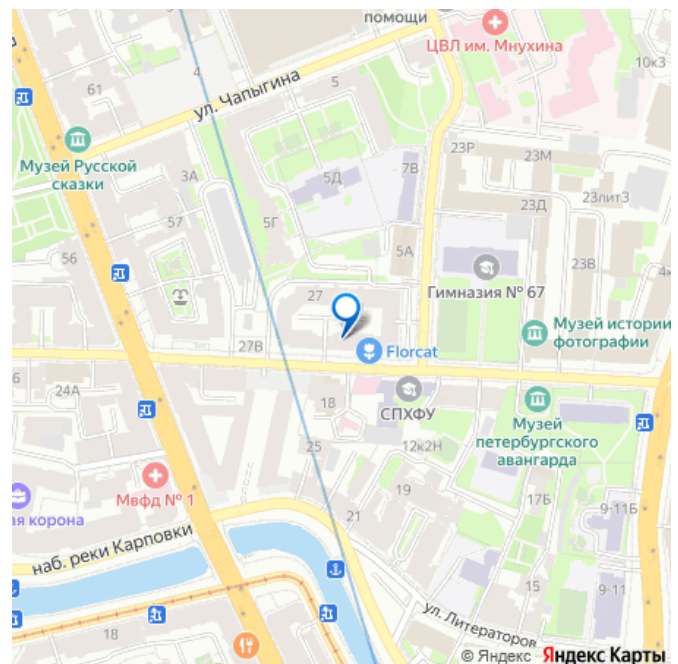 помощи
ЦВЛ им. Мнухина
10к3
4
61
5
ул. Чапыгина
Музей Русской
сказки
23Р
23М
3А
5Д
7В
23лит3
57
5Г
23Д
56
5А
23В
4к
Гимназия № 67
27
Музей истории
фотографии
27В
Florcat
6
24А
18
СПХФУ
Музей
петербургского
авангарда
25
12к2Н
Мвфд № 1
19
ая корона
17Б
21
9-11Б
наб. реки Карповки
15
9-11
ул. Литераторов
18
© Яндекс Яндекс Карты